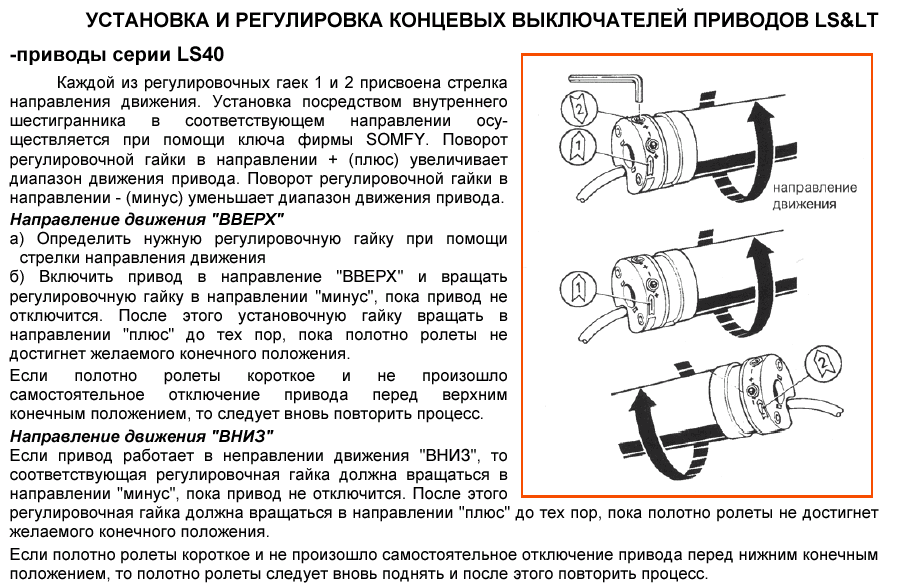 УСТАНОВКА И РЕГУЛИРОВКА КОНЦЕВЫХ ВЫКЛЮЧАТЕЛЕЙ ПРИВОДОВ LS&LT
-приводы серии LS40
Каждой из регулировочных гаек 1 и 2 присвоена стрелка
направления движения. Установка посредством внутреннего
шестигранника в соответствующем направлении осу-
ществляется при помощи ключа фирмы SOMFY. Поворот
регулировочной гайки в направлении + (плюс) увеличивает
диапазон движения привода. Поворот регулировочной гайки в
направлении - (минус) уменьшает диапазон движения привода.
Направление движения "ВВЕРХ"
а) Определить нужную регулировочную гайку при помощи
стрелки направления движения
б) Включить привод в направление "ВВЕРХ" и вращать
регулировочную гайку в направлении "минус", пока привод не
отключится. После этого установочную гайку вращать в
направлении "плюс" до тех пор, пока полотно ролеты не
достигнет желаемого конечного положения.
Если полотно ролеты короткое и не произошло
самостоятельное отключение привода перед верхним
конечным положением, то следует вновь повторить процесс.
Направление движения "ВНИЗ"
Если привод работает в неправлении движения "ВНИЗ", то
соответствующая регулировочная гайка должна вращаться в
направлении "минус", пока привод не отключится. После этого
регулировочная гайка должна вращаться в направлении "плюс" до тех пор, пока полотно ролеты не достигнет
желаемого конечного положения.
Если полотно ролеты короткое и не произошло самостоятельное отключение привода перед нижним конечным
положением, то полотно ролеты следует вновь поднять и после этого повторить процесс.
2
1
направление
движения
1
2